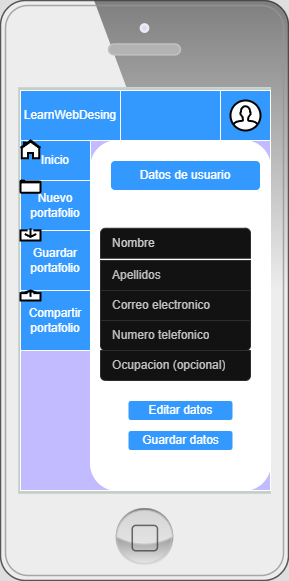 LearnWebDesing
Inicio
Nuevo
portafolio
Guardar
portafolio
Compartir
portafolio
Datos de usuario
Nombre
Apellidos
Correo electronico
Numero telefonico
Ocupacion (opcional)
Editar datos
Guardar datos